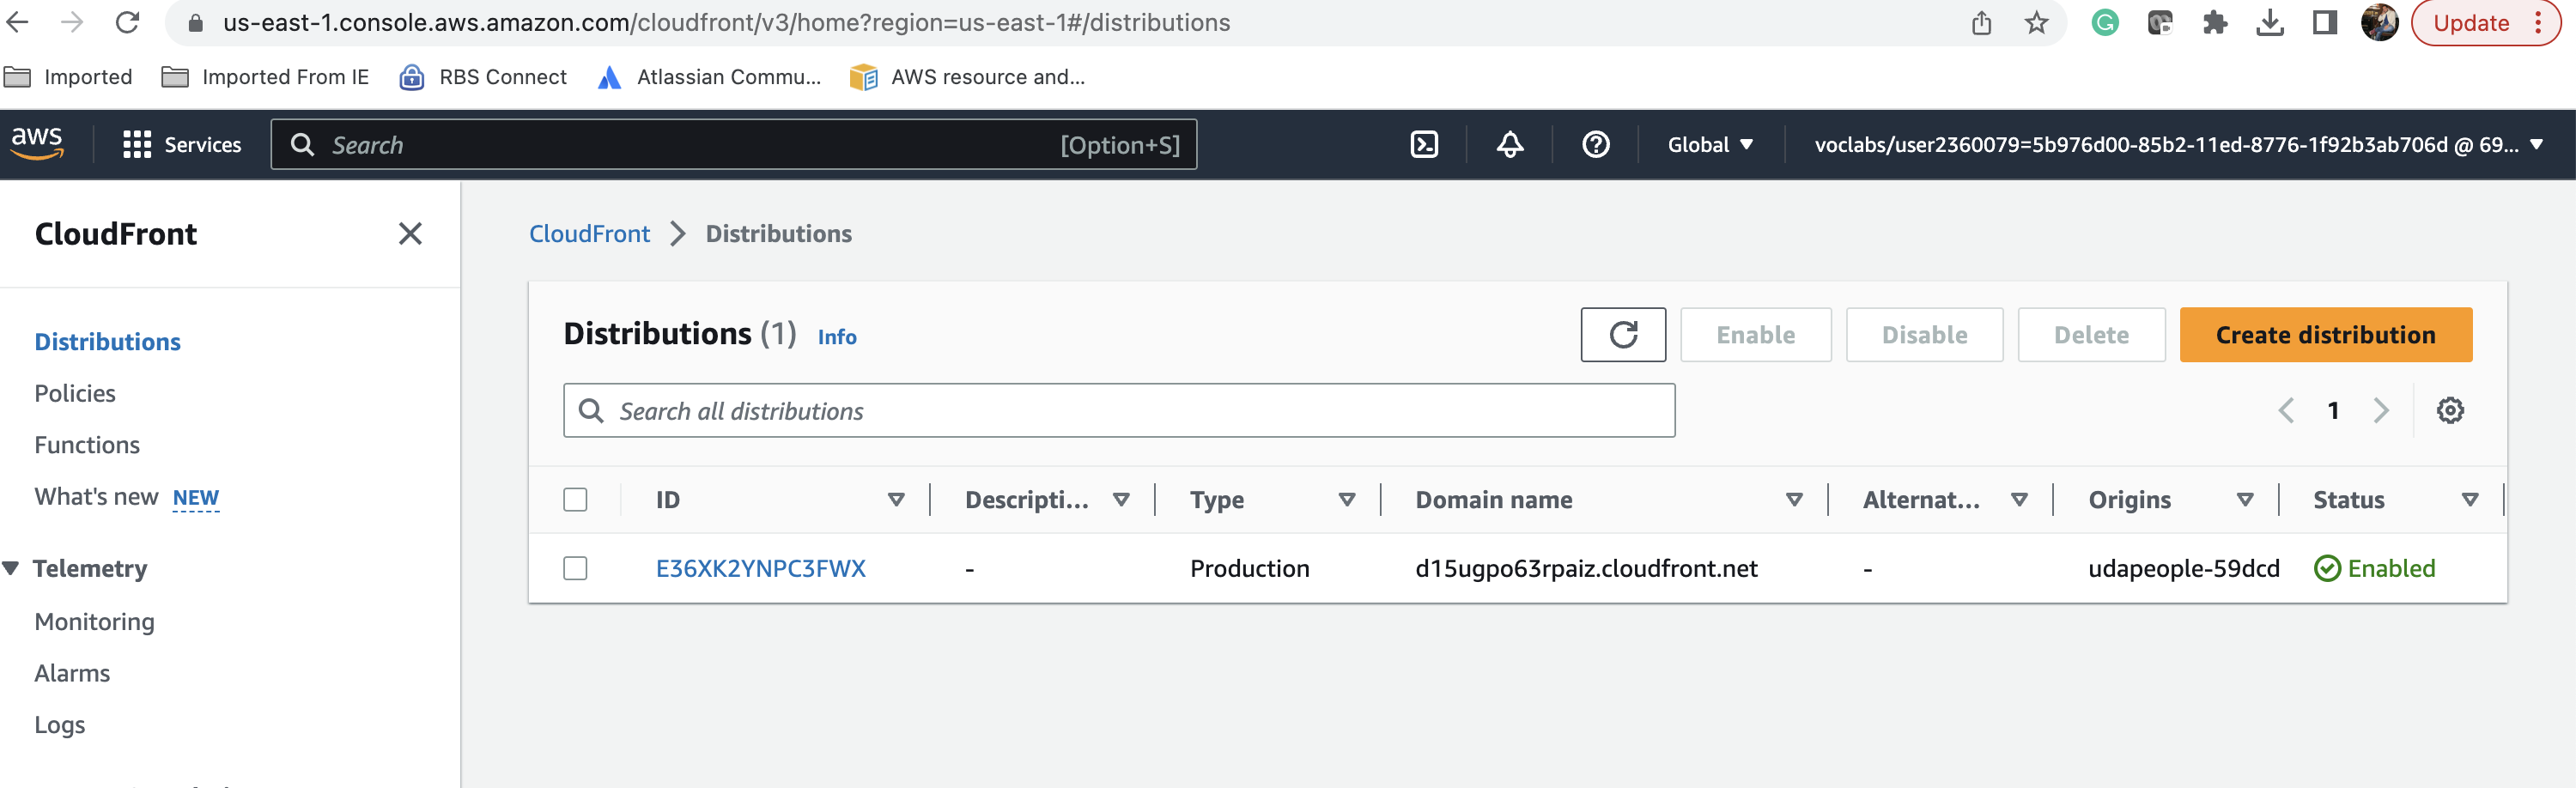 us-east-1.console.aws.amazon.com/cloudfront/v3/home?region=us-east-1#/distributions
Update
Imported
Imported From IE
RBS Connect
Atlassian Commu...
AWS resource and...
aws
Services
Search
[Option+S]
Global
voclabs/user2360079=5b976d00-85b2-11ed-8776-1f92b3ab706d @ 69...
CloudFront
Distributions
Policies
Functions
What's new NEW
Telemetry
Monitoring
Alarms
Logs
CloudFront > Distributions
Distributions (1) Info
Enable
Disable
Delete
Create distribution
Search all distributions
1
ID
Descripti...
Type
Domain name
Alternat...
Origins
Status
E36XK2YNPC3FWX
-
Production
d15ugpo63rpaiz.cloudfront.net
-
udapeople-59dcd
Enabled